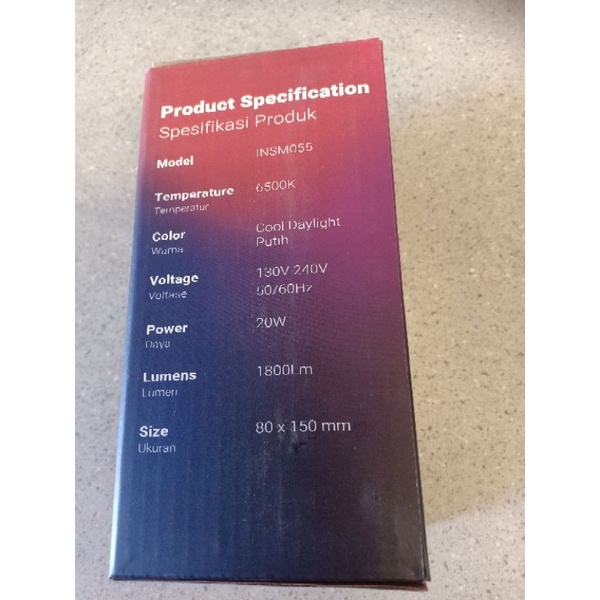 Product Specification
Spesifikasi Produk
Model INSM055
Temperature 6500K
Temperatur
Color Cool Daylight
Warna Putih
Voltage 130V-240V
Voltase 50/60Hz
Power 20W
Daya
Lumens 1800Lm
Lumen
Size 80 x 150 mm
Ukuran